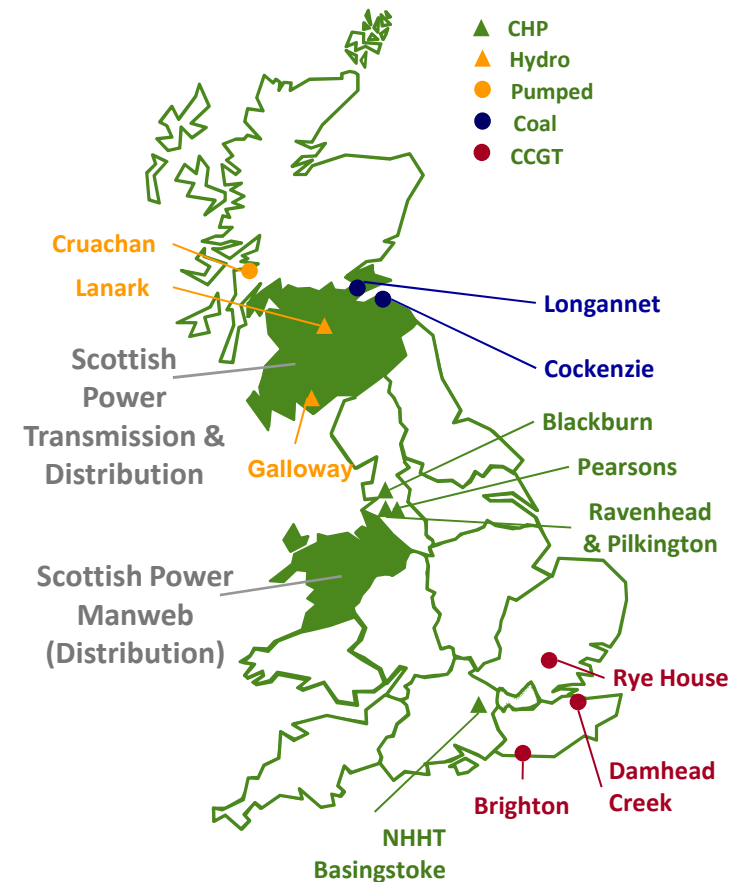 CHP
Hydro
Pumped
Coal
CCGT
Cruachan
Lanark
Longannet
Scottish
Power
Transmission &
Distribution
Cockenzie
Blackburn
Galloway
Pearsons
Ravenhead
& Pilkington
Scottish Power
Manweb
(Distribution)
Rye House
Damhead
Creek
Brighton
NHHT
Basingstoke